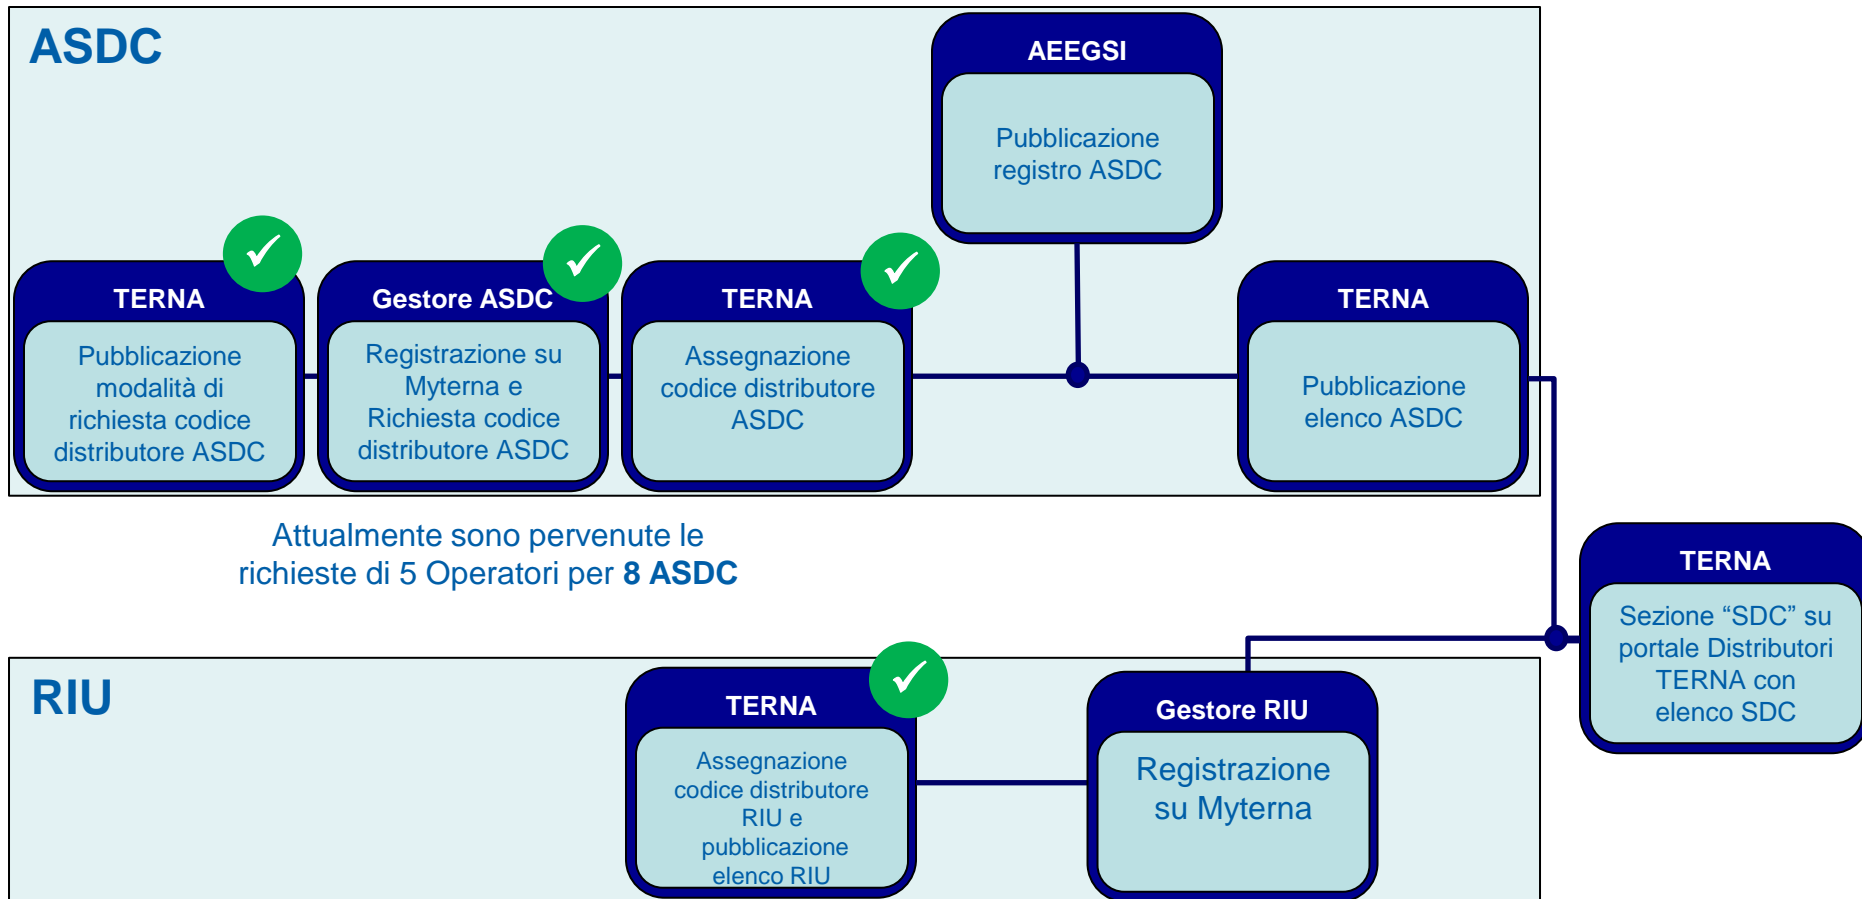 ASDC
AEEGSI
Pubblicazione
registro ASDC
TERNA
Pubblicazione
modalità di
richiesta codice
distributore ASDC
Gestore ASDC
Registrazione su
Myterna e
Richiesta codice
distributore ASDC
TERNA
Assegnazione
codice distributore
ASDC
TERNA
Pubblicazione
elenco ASDC
Attualmente sono pervenute le
richieste di 5 Operatori per 8 ASDC
TERNA
Sezione “SDC” su
portale Distributori
TERNA con
elenco SDC
RIU
TERNA
Assegnazione
codice distributore
RIU e
pubblicazione
elenco RIU
Gestore RIU
Registrazione
su Myterna